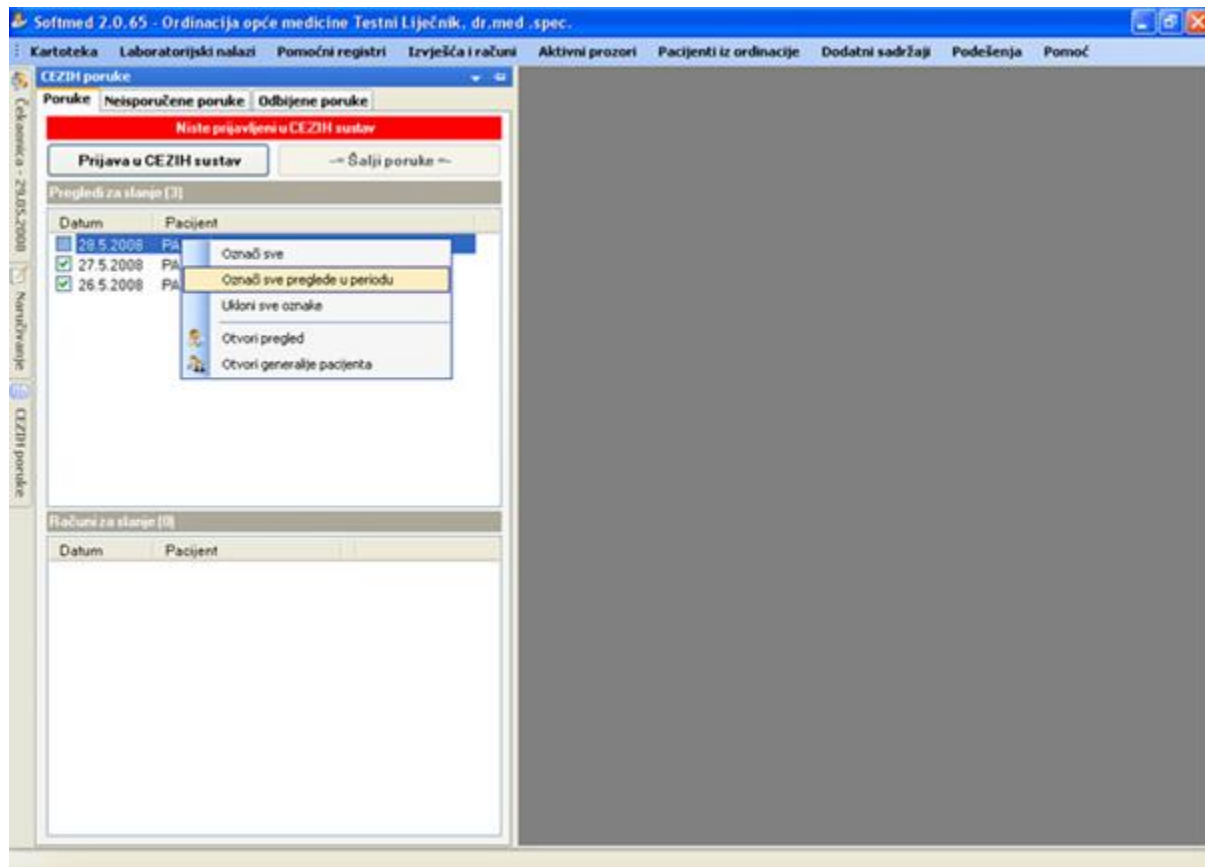 Softmed 2.0.65 - Ordinacija opće medicine Testni Liječnik, dr.med .spec.
Kartoteka Laboratorijski nalazi Pomoćni registri Izvješća i računi Aktivni prozori Pacijenti iz ordinacije Dodatni sadržaji Podešenja Pomoć
CEZIH poruke
Poruke Neisporučene poruke Odbijene poruke
Niste prijavljeni u CEZIH sustav
Prijava u CEZIH sustav -= Šalji poruke =-
Pregledi za slanje (3)
Datum Pacijent
28.5.2008 PA
27.5.2008 PA
26.5.2008 PA
Označi sve
Označi sve preglede u periodu
Ukloni sve oznake
Otvori pregled
Otvori generalije pacijenta
Računi za slanje (0)
Datum Pacijent
Čekaonica - 29.05.2008
Naručivanje
CEZIH poruke